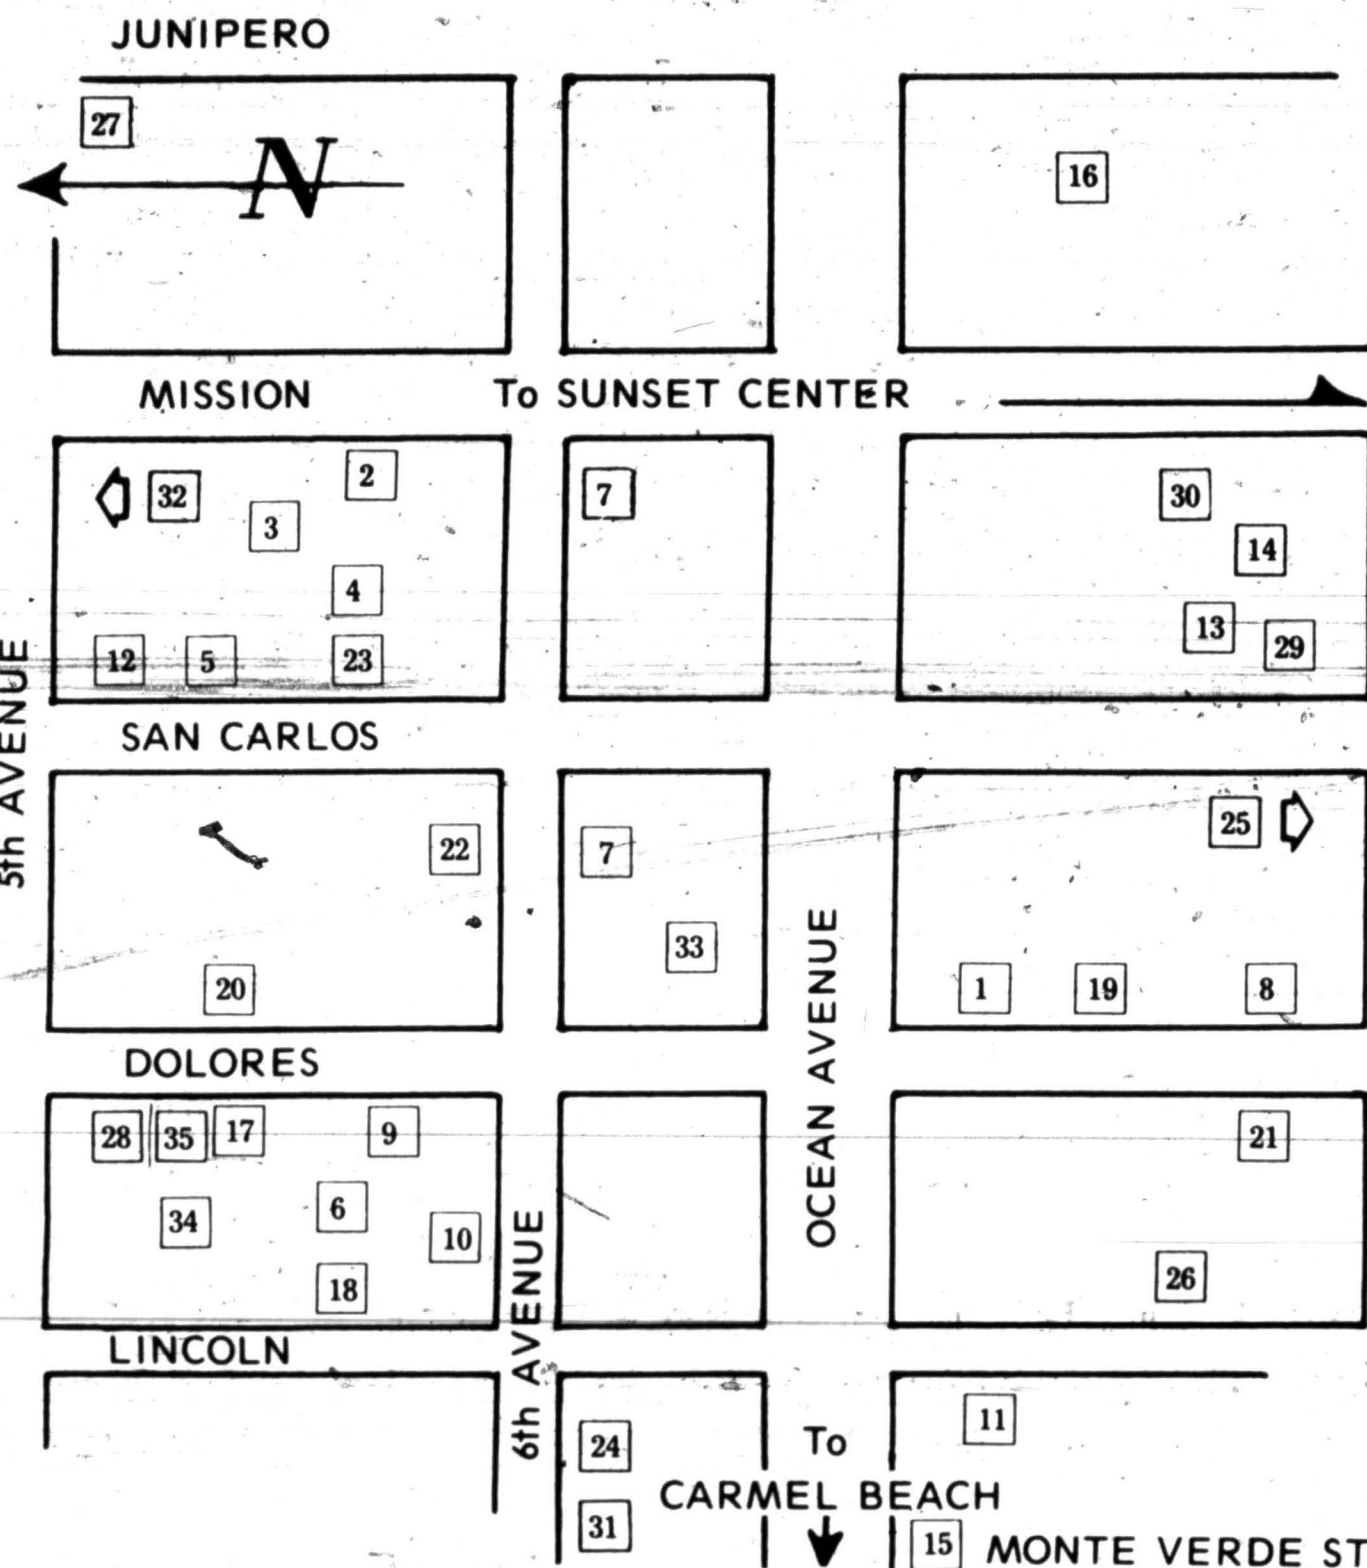 JUNIPERO
27
N
16
MISSION To SUNSET CENTER
2
32
7
30
3
14
4
13
29
12 5 23
5th AVENUE
SAN CARLOS
25
22
7
33
20
1 19 8
OCEAN AVENUE
DOLORES
28 35 17 9
21
6
34
10
26
18
6th AVENUE
LINCOLN
11
24
To
CARMEL BEACH
31
15 MONTE VERDE ST